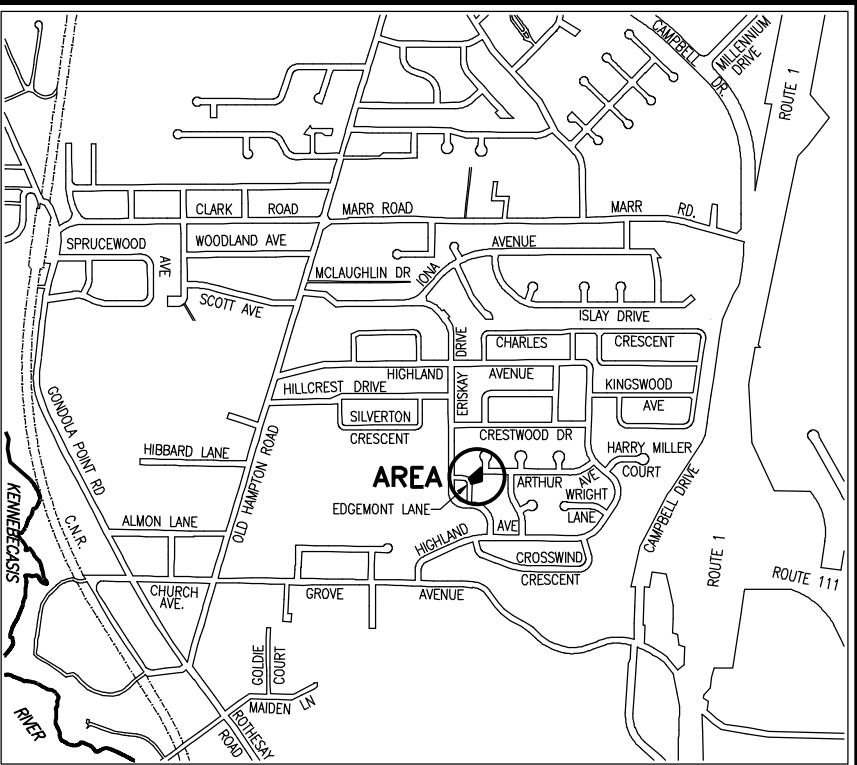 CAMPBELL DR.
MILLENNIUM
DRIVE
ROUTE 1
CLARK ROAD
MARR ROAD
MARR RD.
SPRUCEWOOD
AVE
WOODLAND AVE
AVENUE
IONA
MCLAUGHLIN DR
SCOTT AVE
ISLAY DRIVE
ERISKAY DRIVE
CHARLES
CRESCENT
HIGHLAND
AVENUE
HILLCREST DRIVE
KINGSWOOD
AVE
SILVERTON
CRESCENT
GONDOLA POINT RD
OLD HAMPTON ROAD
CRESTWOOD DR
HIBBARD LANE
HARRY MILLER
COURT
AREA
ARTHUR AVE
WRIGHT
LANE
EDGEMONT LANE
KENNEBECASIS
C.N.R.
ALMON LANE
HIGHLAND
AVE
CAMPBELL DRIVE
CROSSWIND
CRESCENT
ROUTE 1
ROUTE 111
CHURCH
AVE.
GROVE
AVENUE
GOLDIE
COURT
MAIDEN LN
ROTHESAY
ROAD
RIVER